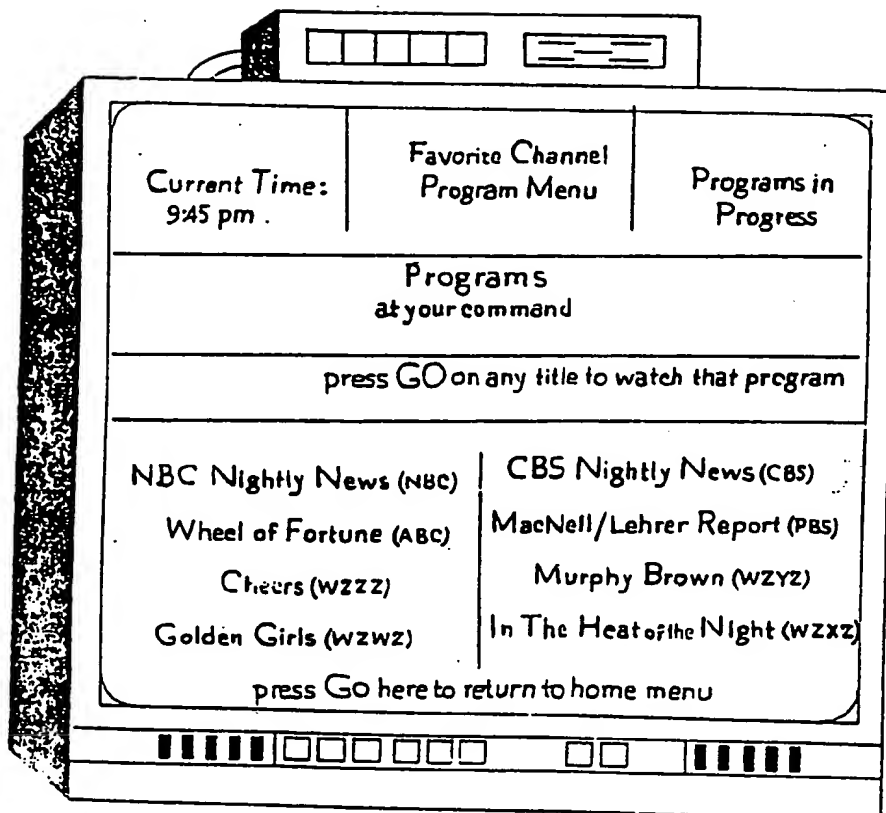 Current Time:
9:45 pm .
Favorite Channel
Program Menu
Programs in
Progress
Programs
at your command
press GO on any title to watch that program
NBC Nightly News (NBC)
Wheel of Fortune (ABC)
Cheers (WZZZ)
Golden Girls (WZWZ)
CBS Nightly News (CBS)
MacNell/Lehrer Report (PBS)
Murphy Brown (WZYZ)
In The Heat of the Night (WZXZ)
press Go here to return to home menu